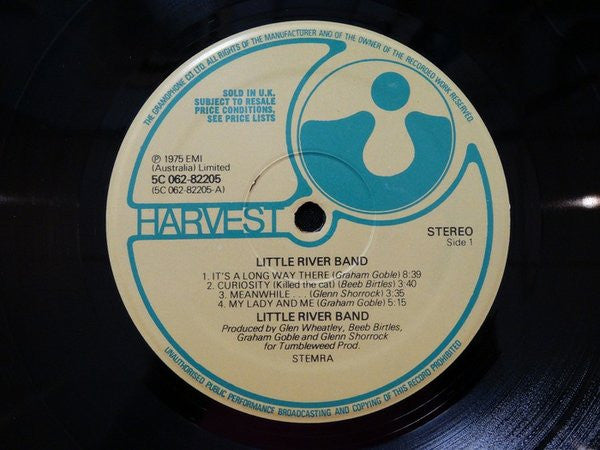 THE GRAMOPHONE CO LTD. ALL RIGHTS OF THE MANUFACTURER AND OF THE OWNER OF THE RECORDED WORK RESERVED.
SOLD IN U.K.
SUBJECT TO RESALE
PRICE CONDITIONS,
SEE PRICE LISTS
℗ 1975 EMI
(Australia) Limited
5C 062-82205
(5C 062-82205-A)
HARVEST
STEREO
Side 1
LITTLE RIVER BAND
1. IT'S A LONG WAY THERE (Graham Goble) 8:39
2. CURIOSITY (Killed the cat) (Beeb Birtles) 3:40
3. MEANWHILE . . . (Glenn Shorrock) 3:35
4. MY LADY AND ME (Graham Goble) 5:15
LITTLE RIVER BAND
Produced by Glen Wheatley, Beeb Birtles,
Graham Goble and Glenn Shorrock
for Tumbleweed Prod.
STEMRA
UNAUTHORISED PUBLIC PERFORMANCE BROADCASTING AND COPYING OF THIS RECORD PROHIBITED